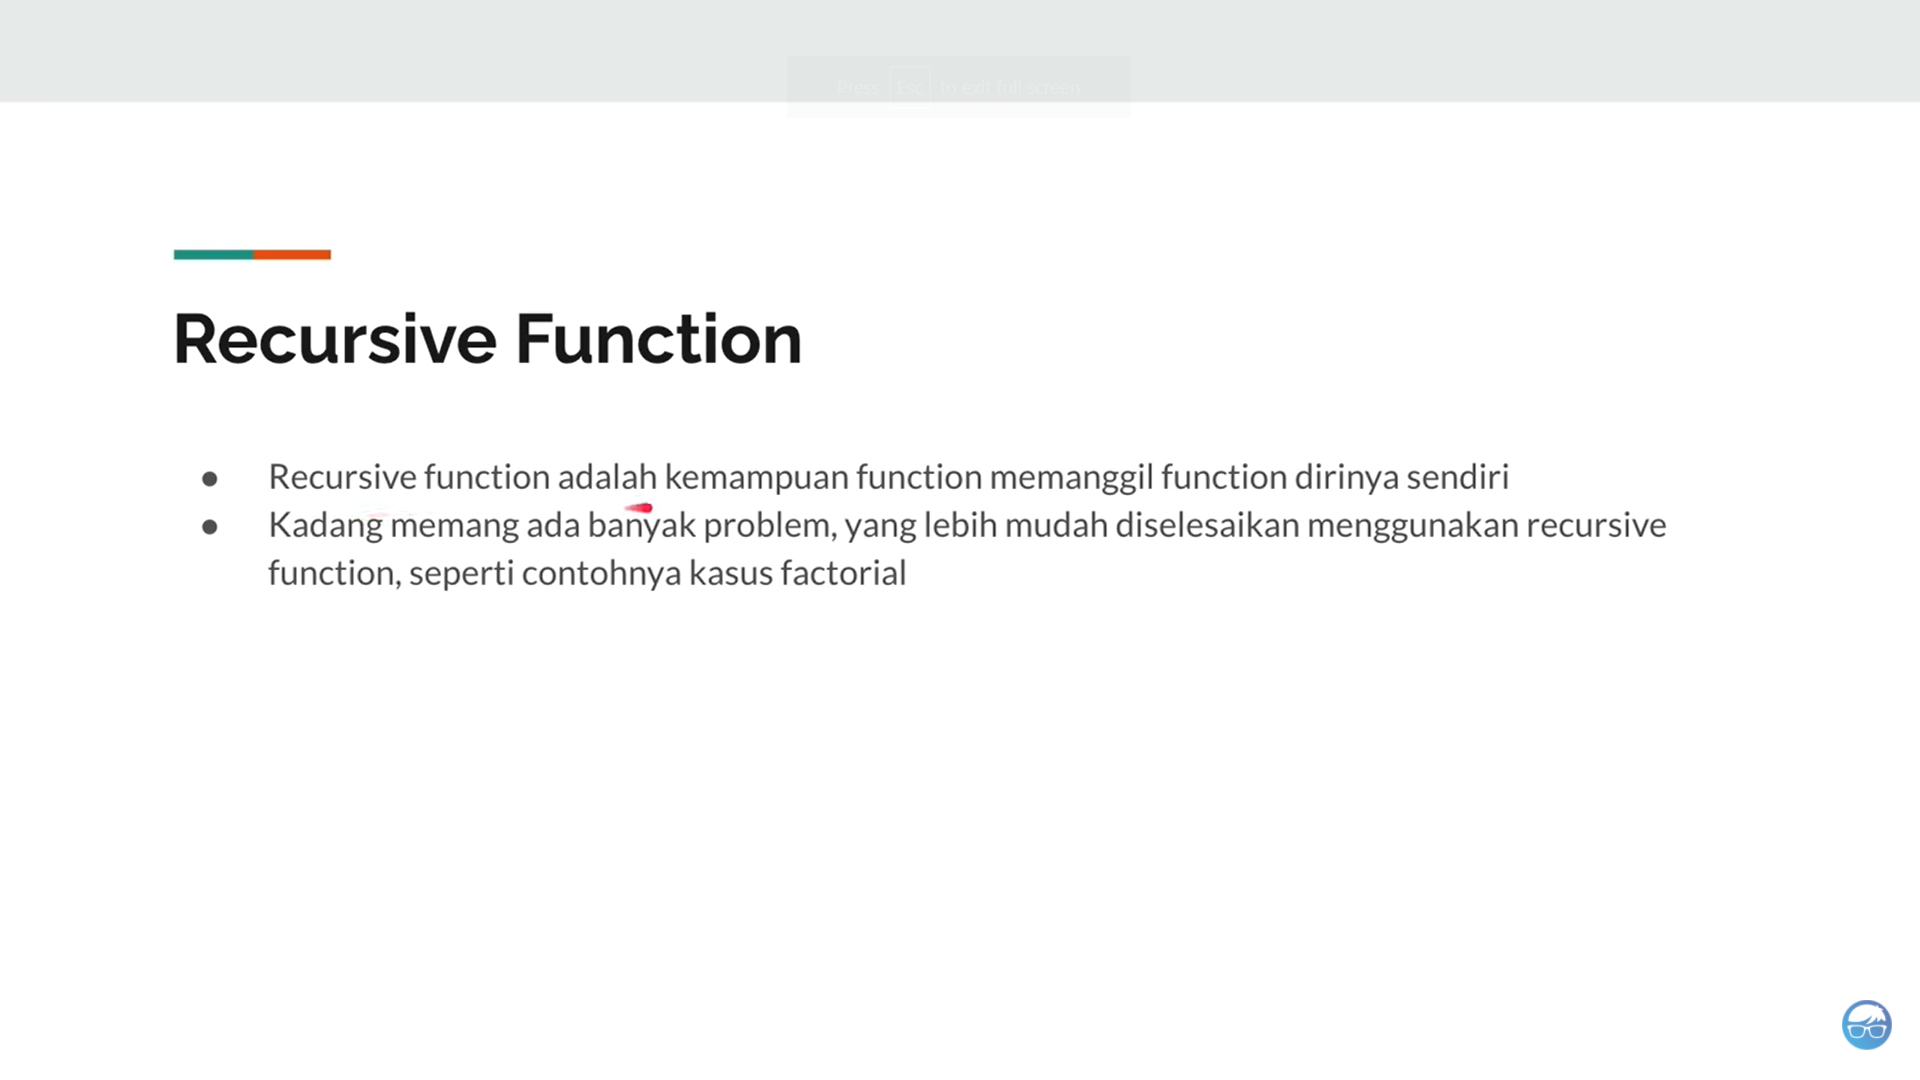 Press Esc to exit full screen
Recursive Function
● Recursive function adalah kemampuan function memanggil function dirinya sendiri
● Kadang memang ada banyak problem, yang lebih mudah diselesaikan menggunakan recursive
function, seperti contohnya kasus factorial